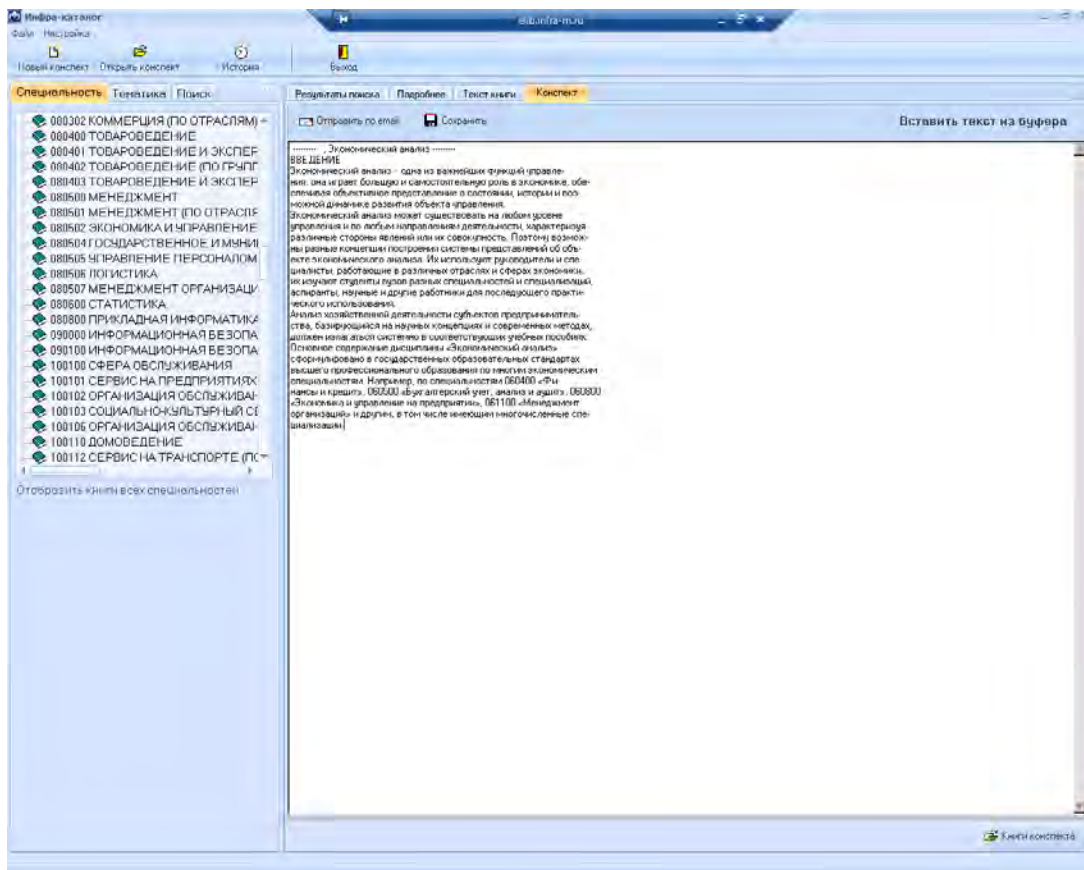 Инфра-каталог
elib.infra-m.ru
Файл Настройка
Новый конспект Открыть конспект История Выход
Специальность Тематика Поиск
Результаты поиска Подробнее Текст книги Конспект
Отправить по email Сохранить Вставить текст из буфера
080302 КОММЕРЦИЯ (ПО ОТРАСЛЯМ)
080400 ТОВАРОВЕДЕНИЕ
080401 ТОВАРОВЕДЕНИЕ И ЭКСПЕР
080402 ТОВАРОВЕДЕНИЕ (ПО ГРУПГ
080403 ТОВАРОВЕДЕНИЕ И ЭКСПЕР
080500 МЕНЕДЖМЕНТ
080501 МЕНЕДЖМЕНТ (ПО ОТРАСЛЯ
080502 ЭКОНОМИКА И УПРАВЛЕНИЕ
080504 ГОСУДАРСТВЕННОЕ И МУНИ
080505 УПРАВЛЕНИЕ ПЕРСОНАЛОМ
080506 ЛОГИСТИКА
080507 МЕНЕДЖМЕНТ ОРГАНИЗАЦИ
080600 СТАТИСТИКА
080800 ПРИКЛАДНАЯ ИНФОРМАТИКА
090000 ИНФОРМАЦИОННАЯ БЕЗОПА
090100 ИНФОРМАЦИОННАЯ БЕЗОПА
100100 СФЕРА ОБСЛУЖИВАНИЯ
100101 СЕРВИС НА ПРЕДПРИЯТИЯХ
100102 ОРГАНИЗАЦИЯ ОБСЛУЖИВАН
100103 СОЦИАЛЬНО-КУЛЬТУРНЫЙ СЕ
100106 ОРГАНИЗАЦИЯ ОБСЛУЖИВАН
100110 ДОМОВЕДЕНИЕ
100112 СЕРВИС НА ТРАНСПОРТЕ (ПО
Отобразить книги всех специальностей
--------- , Экономический анализ ---------
ВВЕДЕНИЕ
Экономический анализ - одна из важнейших функций управле-
ния: она играет большую и самостоятельную роль в экономике, обе-
спечивая объективное представление о состоянии, истории и воз-
можной динамике развития объекта управления.
Экономический анализ может существовать на любом уровне
управления и по любым направлениям деятельности, характеризуя
различные стороны явлений или их совокупность. Поэтому возмож-
ны разные концепции построения системы представлений об объ-
екте экономического анализа. Их используют руководители и спе
циалисты, работающие в различных отраслях и сферах экономики,
их изучают студенты вузов разных специальностей и специализаций,
аспиранты, научные и другие работники для последующего практи-
ческого использования.
Анализ хозяйственной деятельности субъектов предприниматель-
ства, базирующийся на научных концепциях и современных методах,
должен излагаться системно в соответствующих учебных пособиях.
Основное содержание дисциплины «Экономический анализ»
сформулировано в государственных образовательных стандартах
высшего профессионального образования по многим экономическим
специальностям. Например, по специальностям 060400 «Фи-
нансы и кредит», 060500 «Бухгалтерский учет, анализ и аудит», 060800
«Экономика и управление на предприятии», 061100 «Менеджмент
организаций» и другим, в том числе имеющим многочисленные спе-
циализации.
Книги конспекта